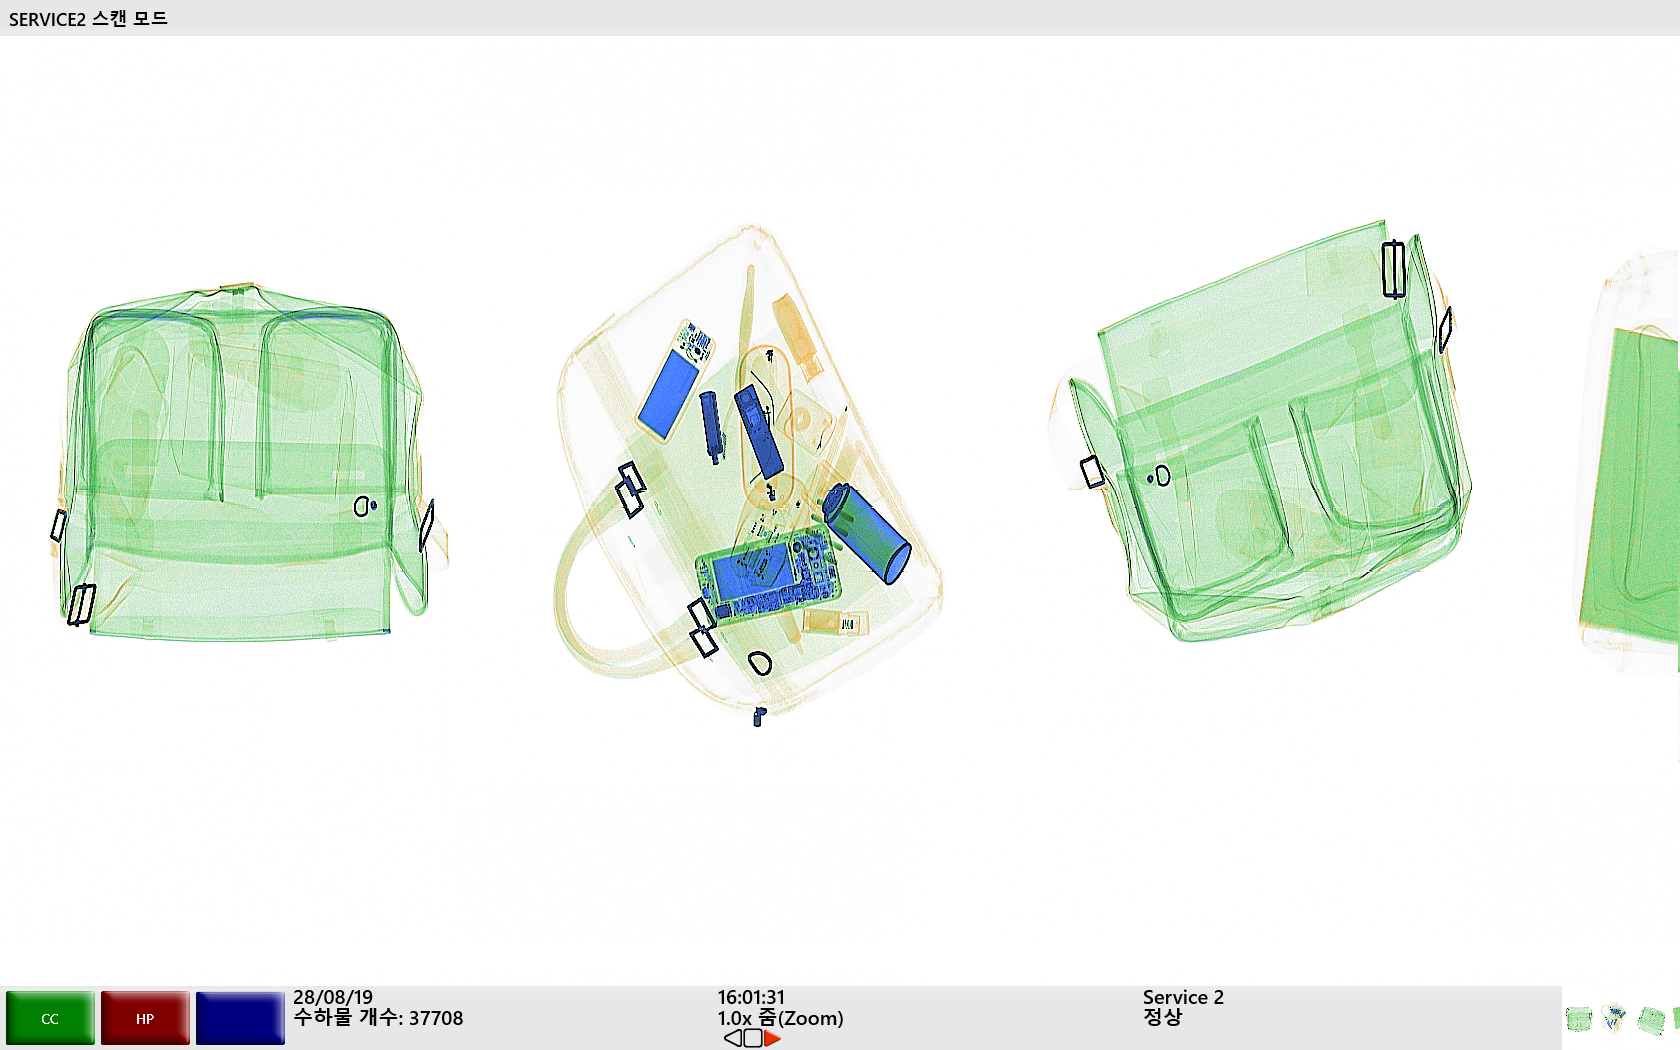 SERVICE2 스캔 모드
CC
HP
28/08/19
수하물 개수: 37708
16:01:31
1.0x 줌(Zoom)
Service 2
정상